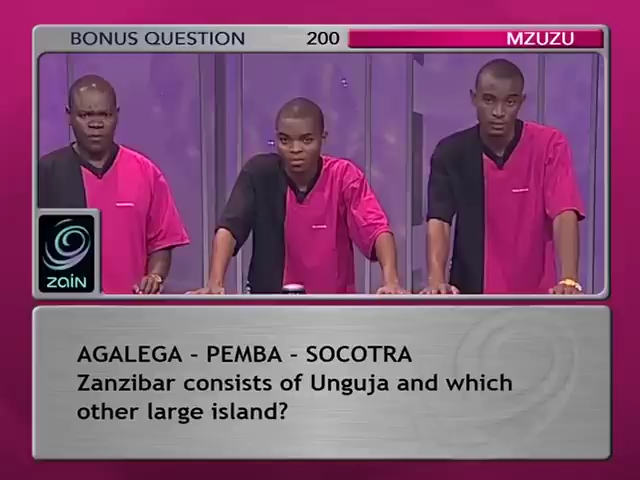 BONUS QUESTION 200 MZUZU
zain
AGALEGA – PEMBA – SOCOTRA
Zanzibar consists of Unguja and which
other large island?